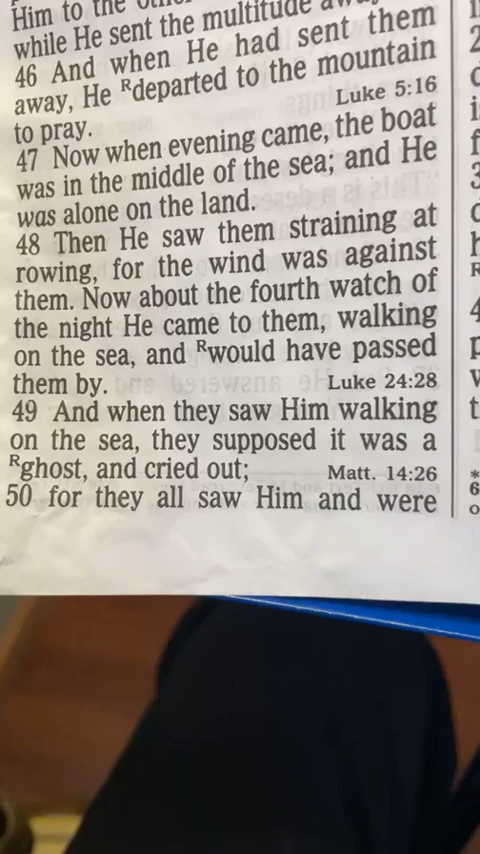 Him to the
while He sent the multitude
46 And when He had sent them
away, He ᴿdeparted to the mountain
to pray. Luke 5:16
47 Now when evening came, the boat
was in the middle of the sea; and He
was alone on the land.
48 Then He saw them straining at
rowing, for the wind was against
them. Now about the fourth watch of
the night He came to them, walking
on the sea, and ᴿwould have passed
them by. Luke 24:28
49 And when they saw Him walking
on the sea, they supposed it was a
ᴿghost, and cried out; Matt. 14:26
50 for they all saw Him and were